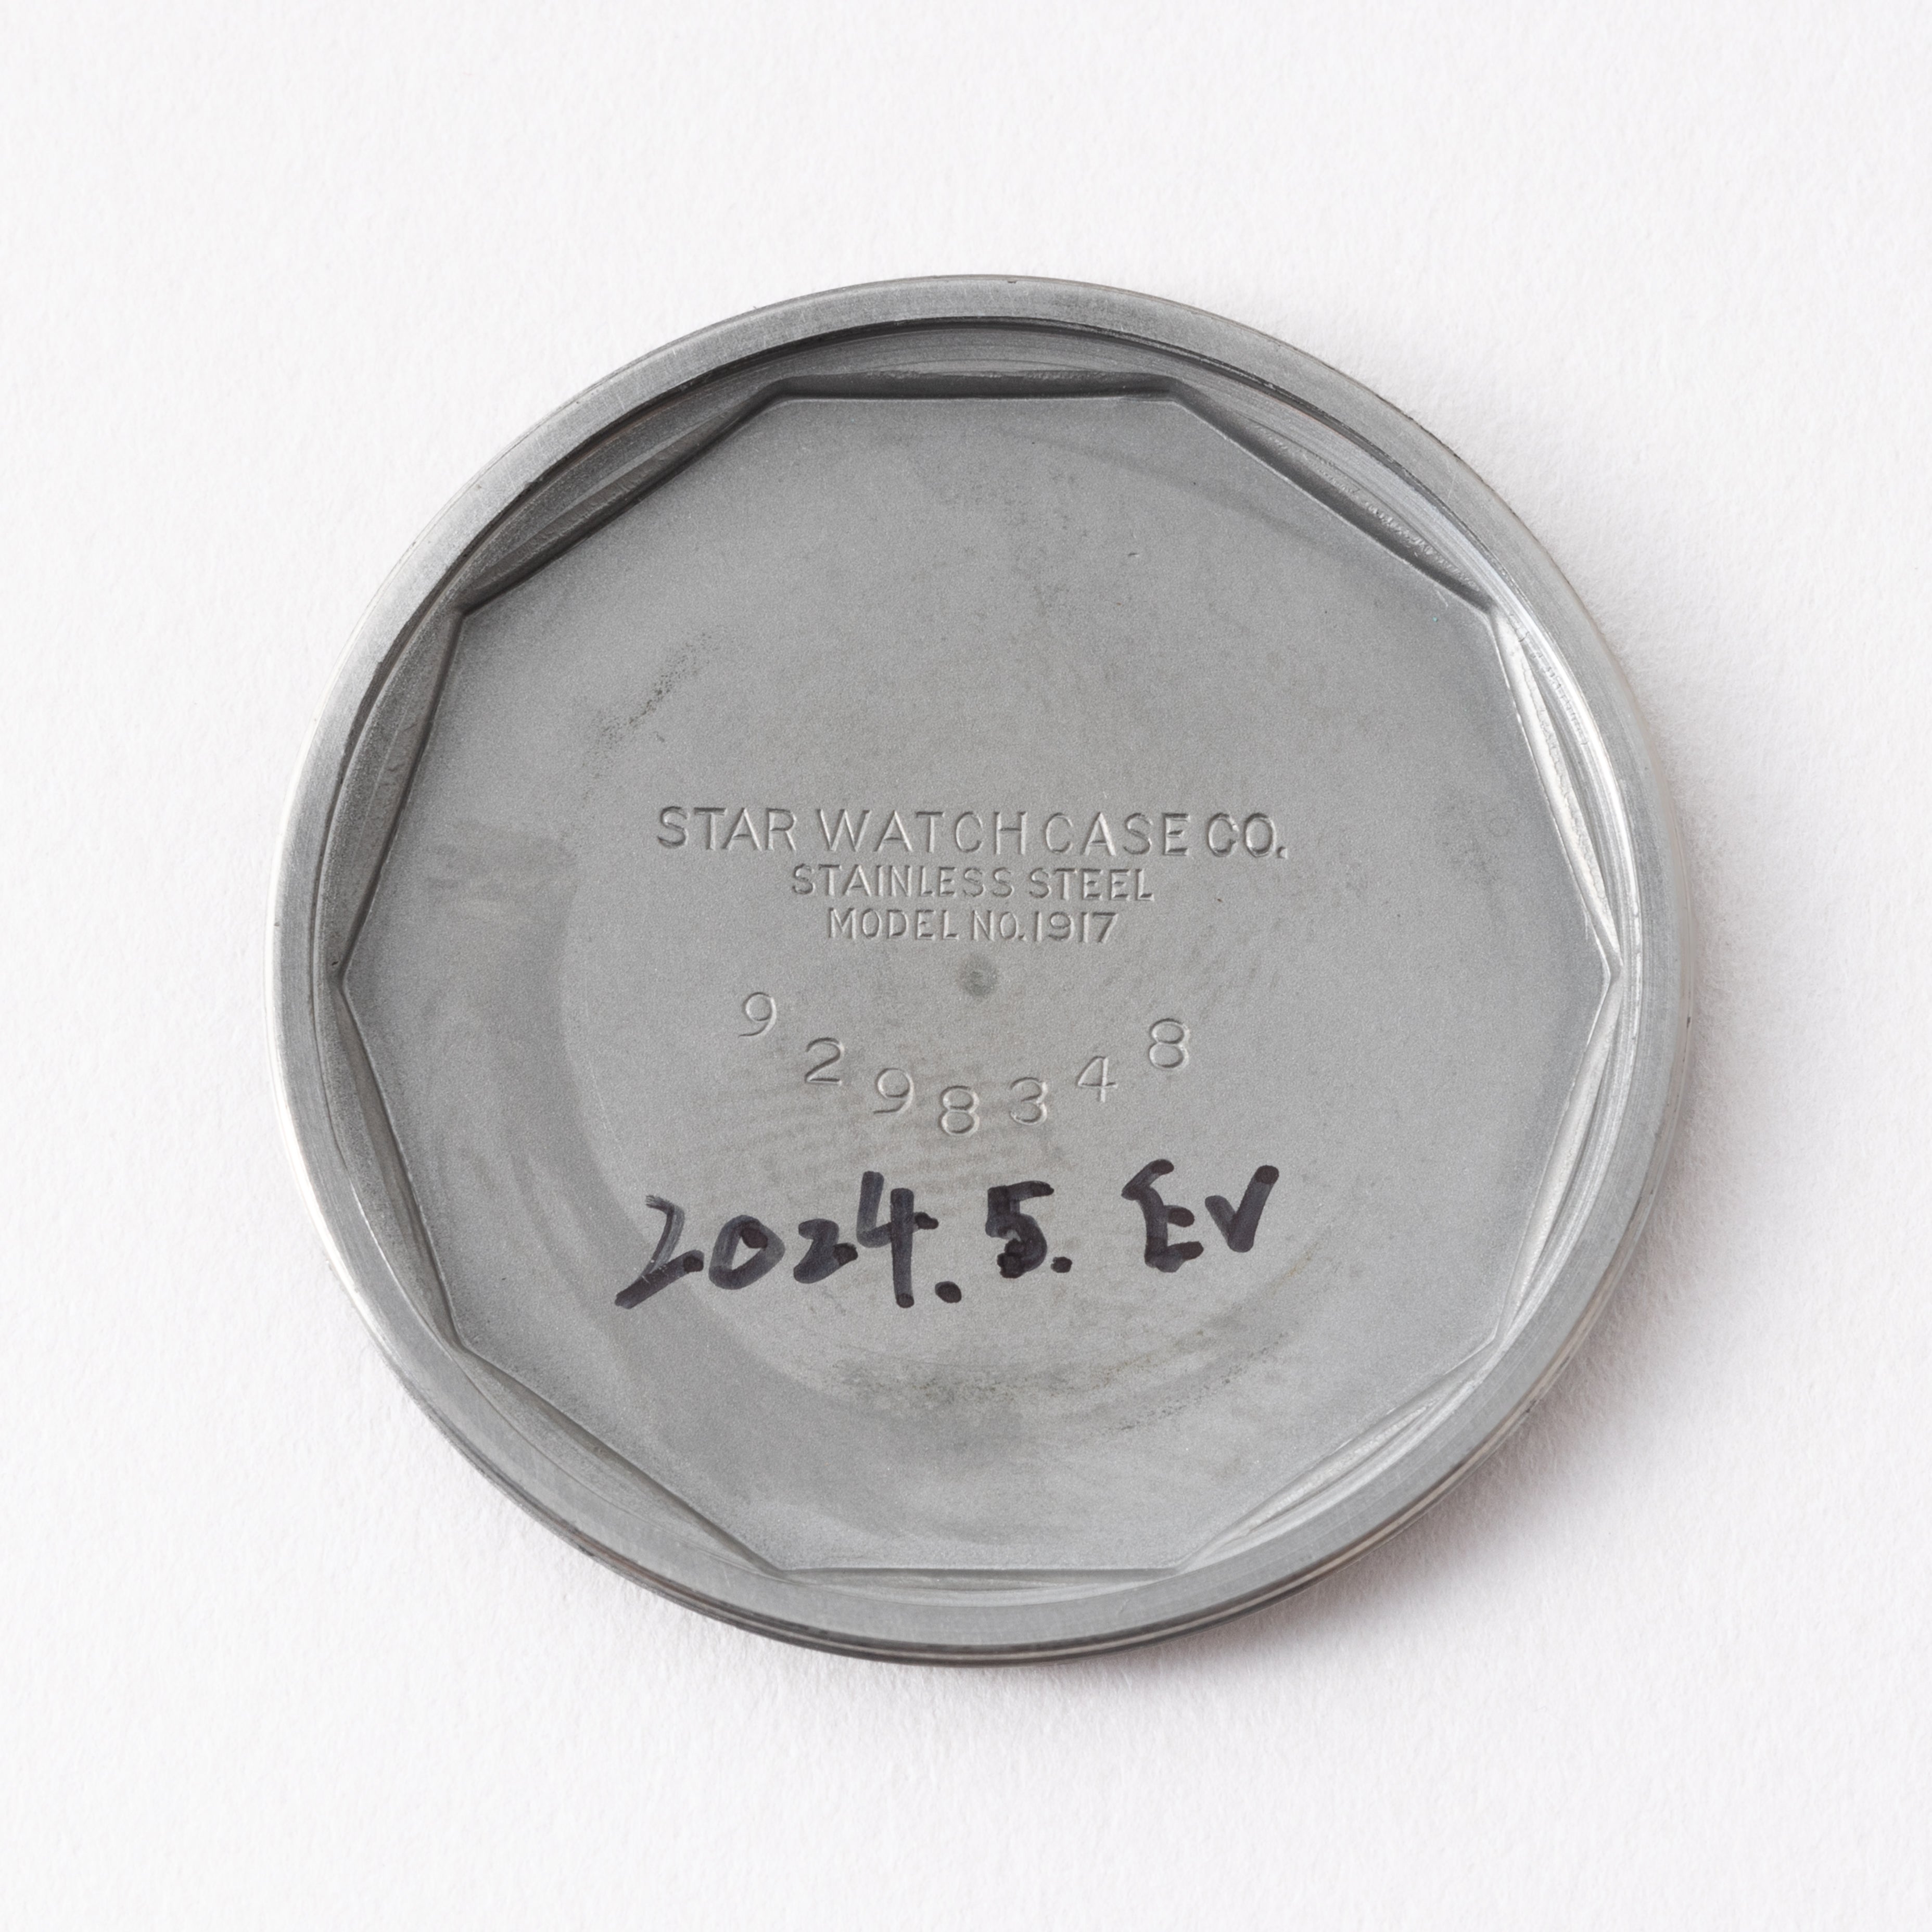 STAR WATCH CASE CO.
STAINLESS STEEL
MODEL NO. 1917
9298348
2024. 5. EV